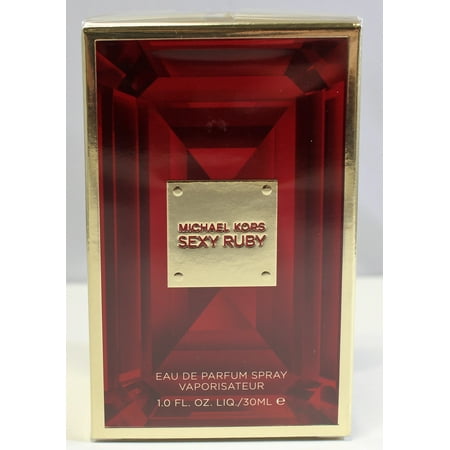 MICHAEL KORS
SEXY RUBY
EAU DE PARFUM SPRAY
VAPORISATEUR
1.0 FL. OZ. LIQ./30ML ℮